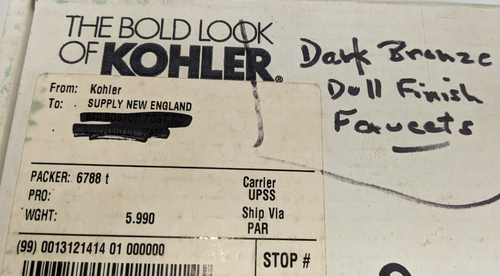 THE BOLD LOOK
OF KOHLER®
Dark Bronze
Dull Finish
Faucets
From: Kohler
To: SUPPLY NEW ENGLAND
PACKER: 6788 t
PRO:
WGHT: 5.990
Carrier
UPSS
Ship Via
PAR
(99) 0013121414 01 000000
STOP #